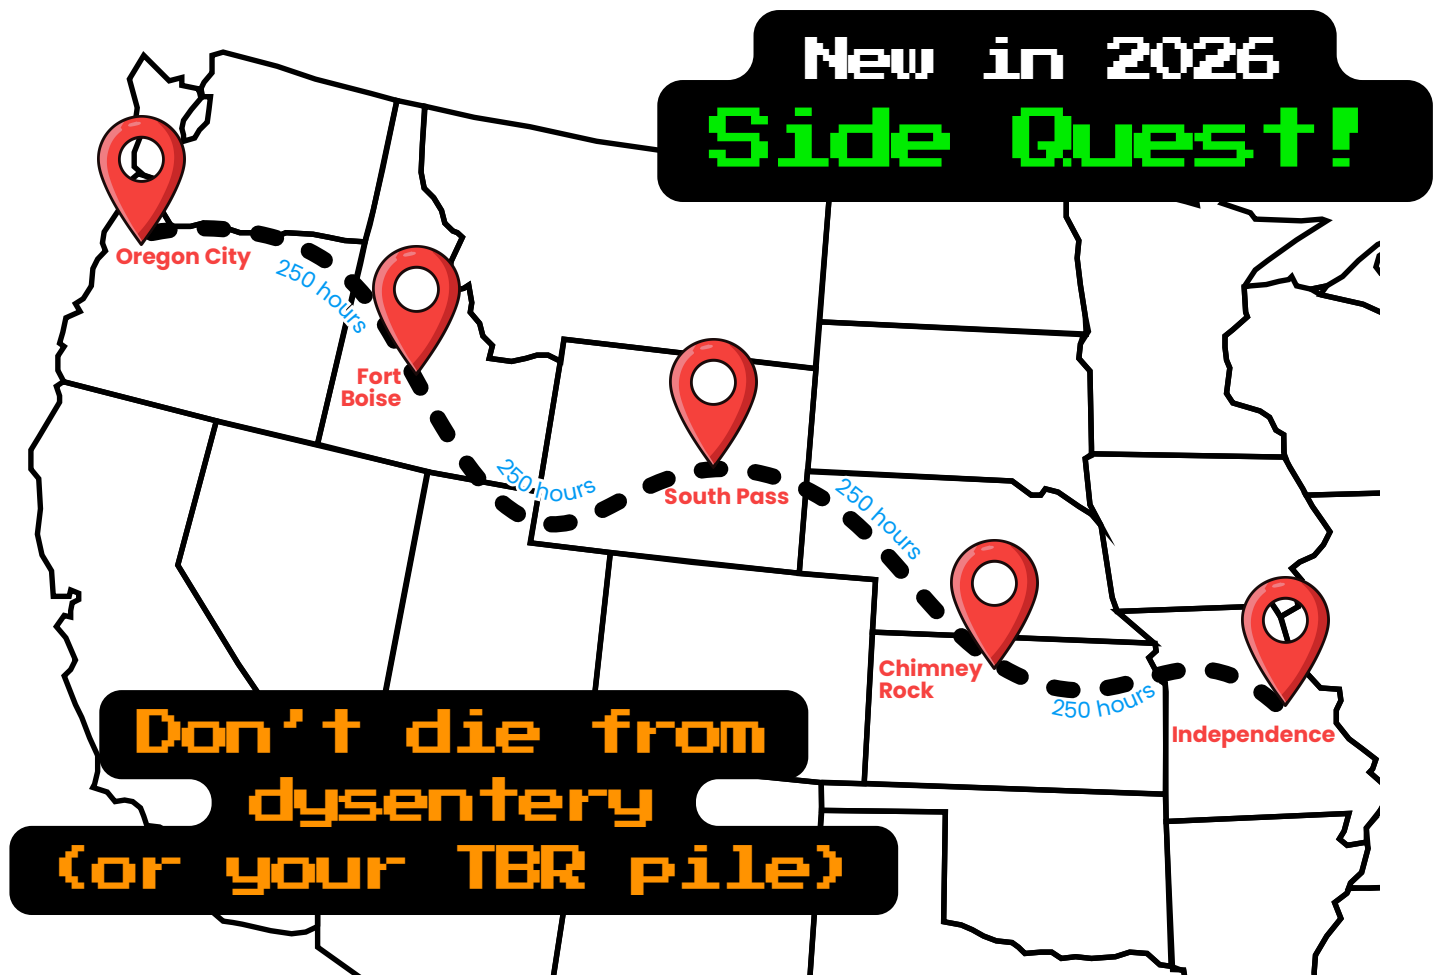 New in 2026
Side Quest!
Oregon City
250 hours
Fort
Boise
250 hours
South Pass
250 hours
Chimney
Rock
250 hours
Independence
Don't die from
dysentery
(or your TBR pile)